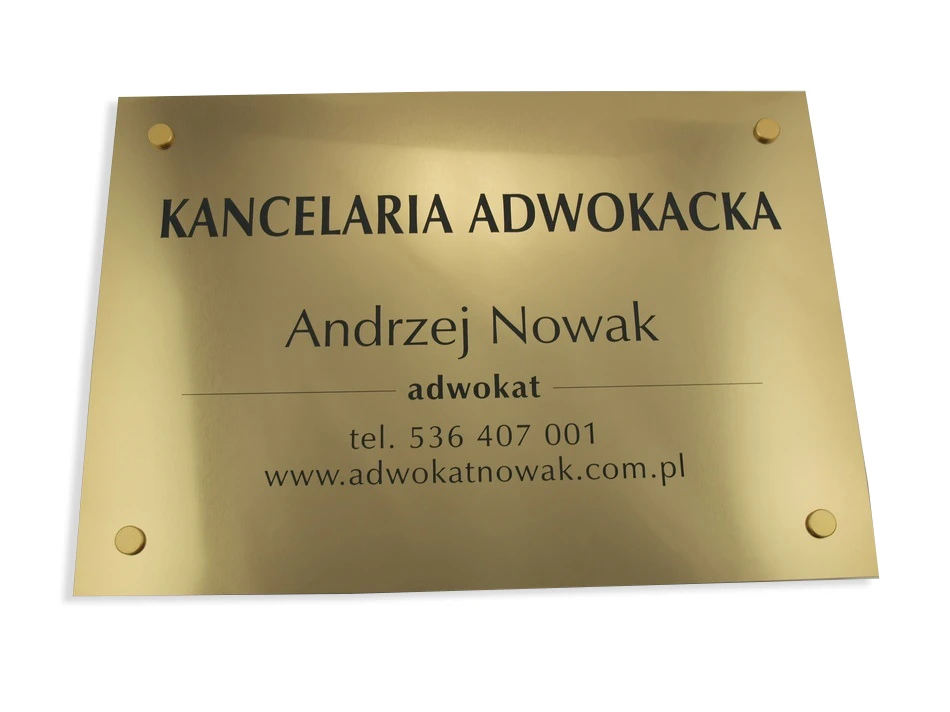 KANCELARIA ADWOKACKA
Andrzej Nowak
adwokat
tel. 536 407 001
www.adwokatnowak.com.pl